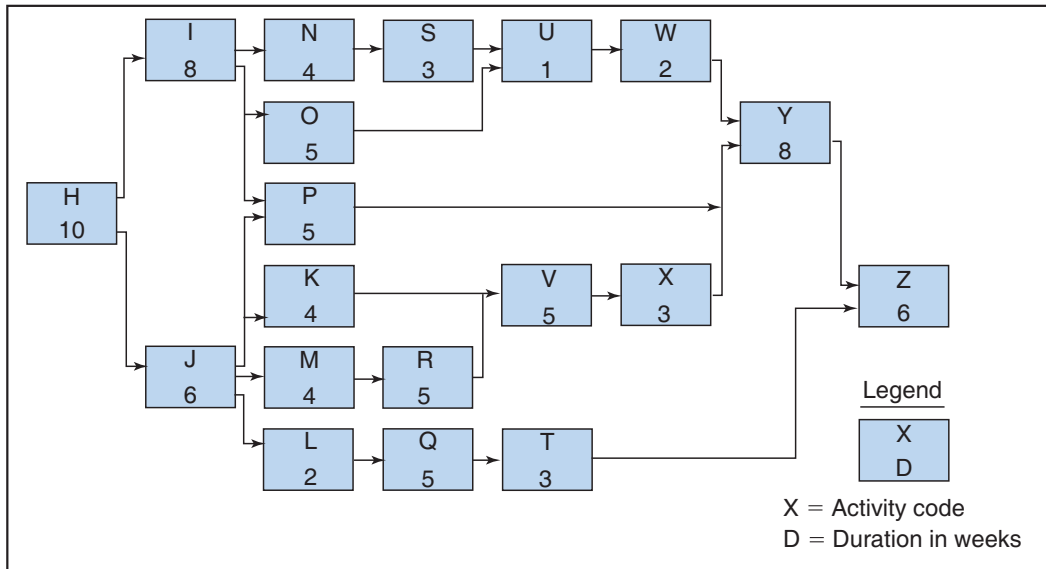 I N S U W
8 4 3 1 2
O Y
5 8
H P
10 5
K V X Z
4 5 3 6
J M R
6 4 5
Legend
L Q T X
2 5 3 D
X = Activity code
D = Duration in weeks